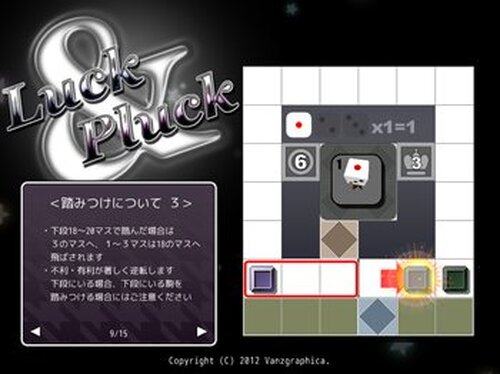 Luck
&
Pluck
<踏みつけについて 3>
・下段18～20マスで踏んだ場合は
3のマスへ、1～3マスは18のマスへ
飛ばされます
・不利・有利が著しく逆転します
下段にいる場合、下段にいる駒を
踏みつける場合にはご注意ください
9/15
x1=1
6
1
3
Copyright (C) 2012 Vanzgraphica.